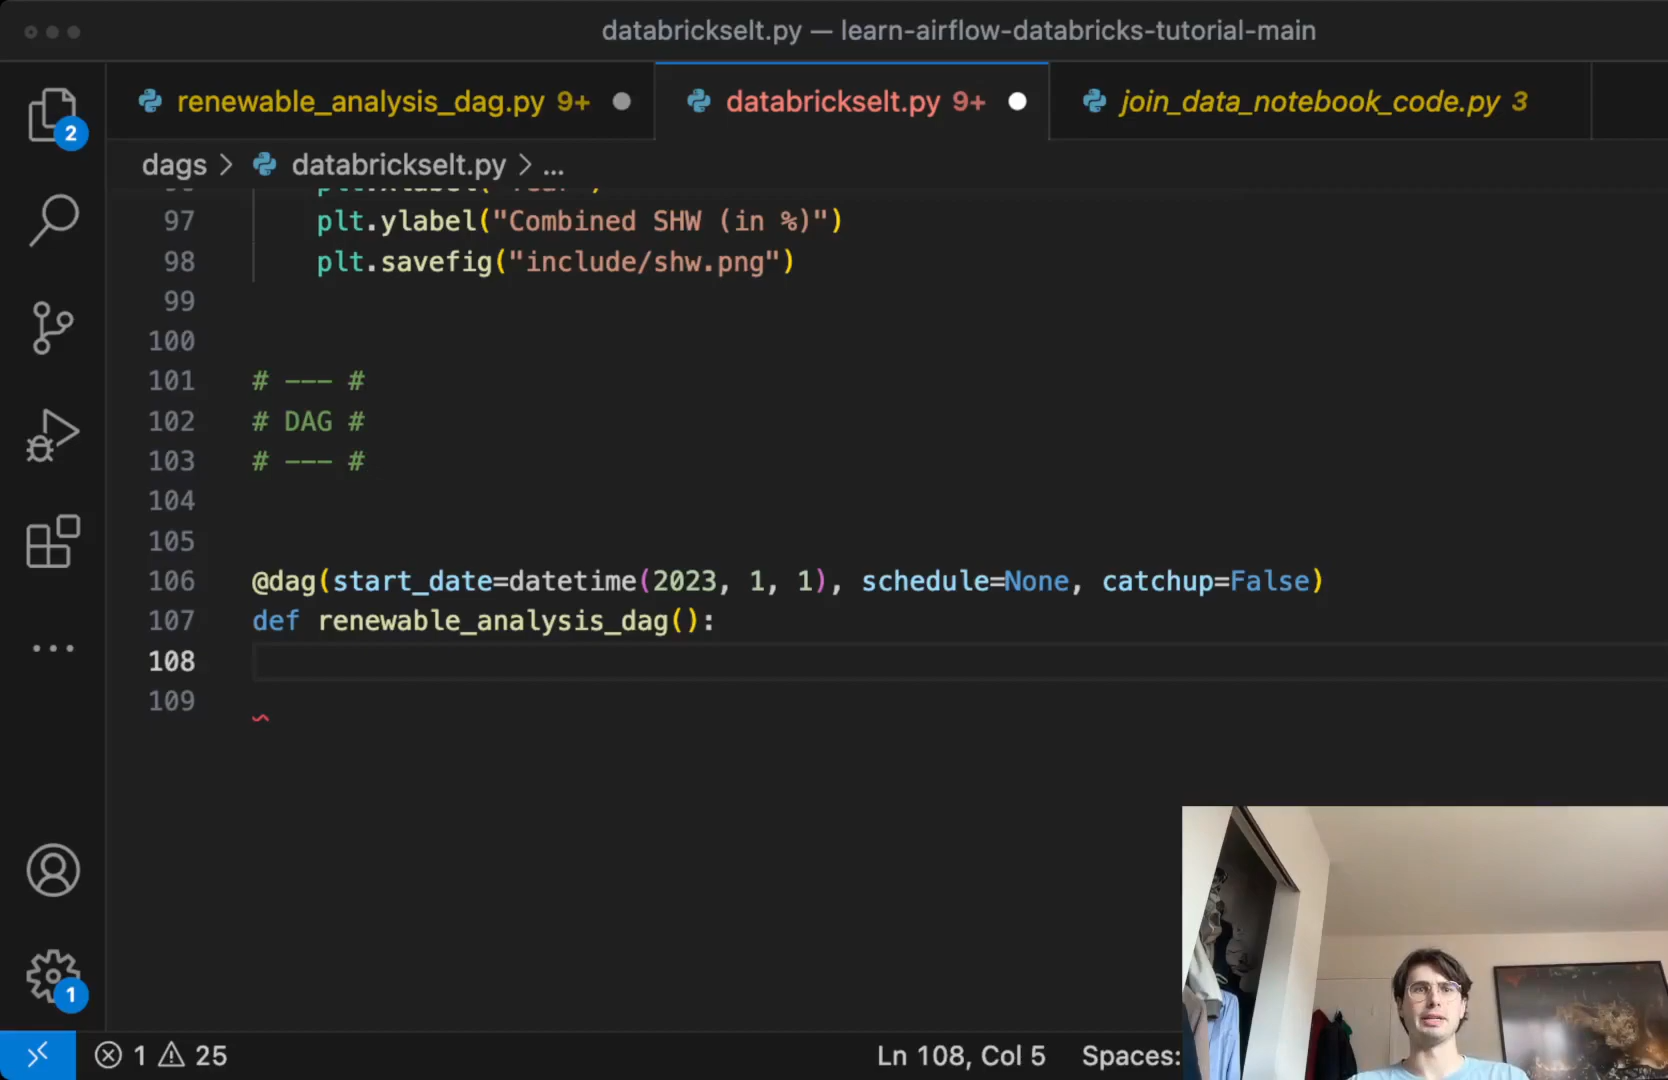 databrickselt.py — learn-airflow-databricks-tutorial-main
renewable_analysis_dag.py 9+
databrickselt.py 9+
join_data_notebook_code.py 3
dags > databrickselt.py > ...
97 plt.ylabel("Combined SHW (in %)")
98 plt.savefig("include/shw.png")
99
100
101 # --- #
102 # DAG #
103 # --- #
104
105
106 @dag(start_date=datetime(2023, 1, 1), schedule=None, catchup=False)
107 def renewable_analysis_dag():
108
109
2
1
1 25
Ln 108, Col 5
Spaces: